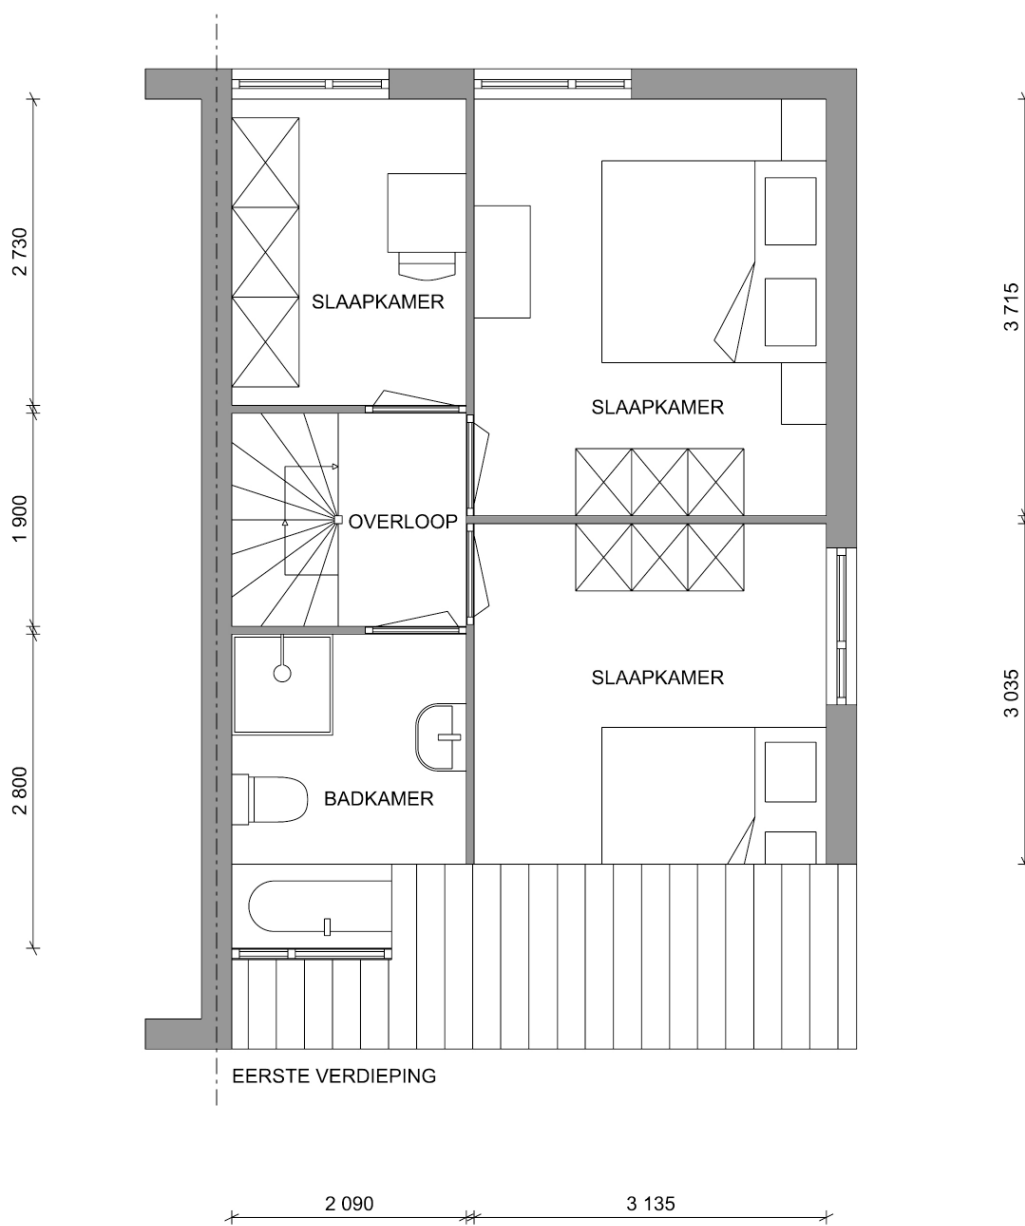 2 730
SLAAPKAMER
3 715
SLAAPKAMER
1 900
OVERLOOP
SLAAPKAMER
3 035
2 800
BADKAMER
EERSTE VERDIEPING
2 090
3 135